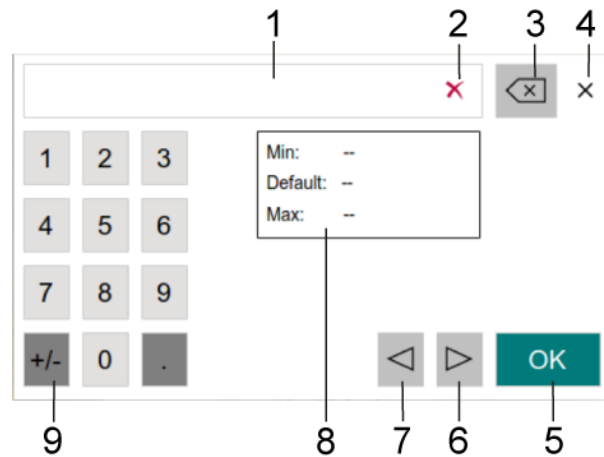 1 2 3 4
1 2 3
Min: --
Default: --
Max: --
4 5 6
7 8 9
+/- 0 .
OK
9 8 7 6 5